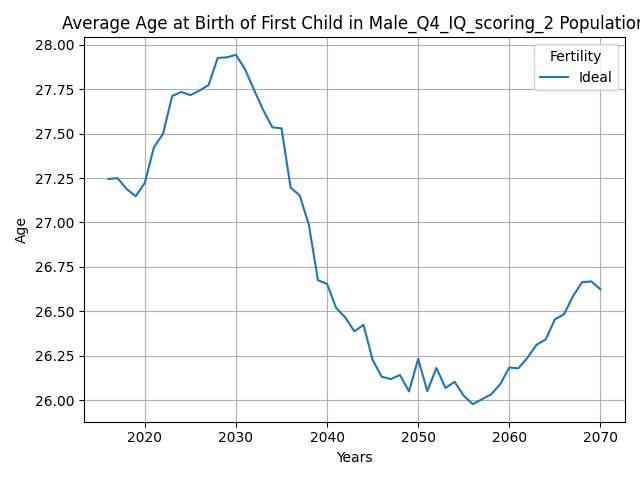 Average Age at Birth of First Child in Male_Q4_IQ_scoring_2 Population
Fertility
Ideal
28.00
27.75
27.50
27.25
27.00
26.75
26.50
26.25
26.00
Age
2020 2030 2040 2050 2060 2070
Years